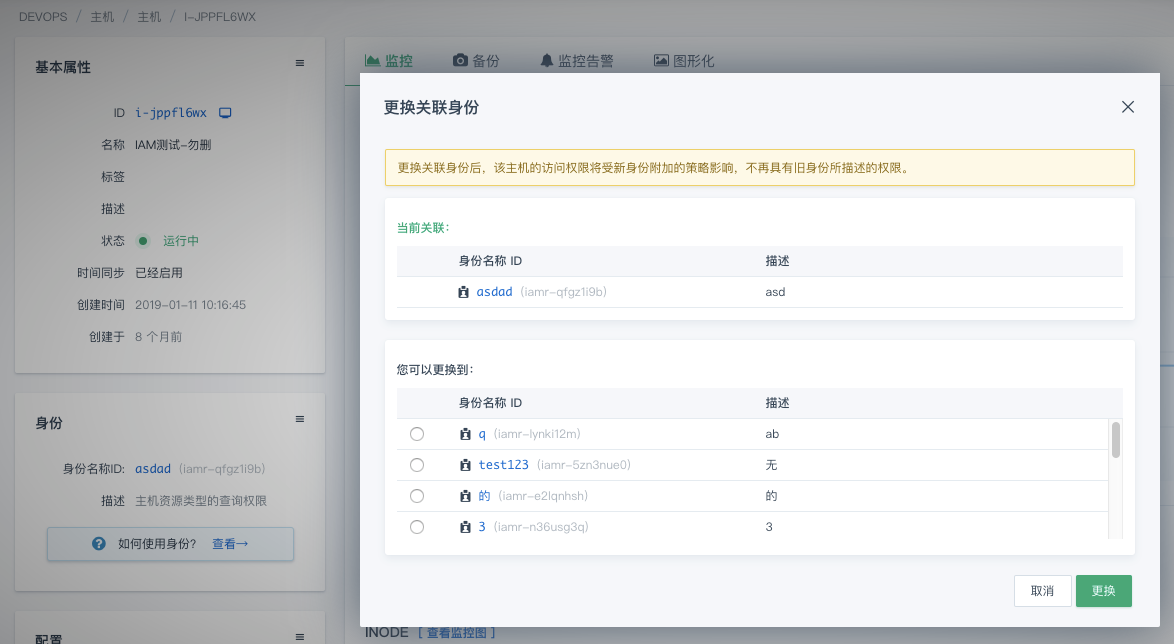 DEVOPS / 主机 / 主机 / I-JPPFL6WX
基本属性
ID i-jppfl6wx
名称 IAM测试-勿删
标签
描述
状态 运行中
时间同步 已经启用
创建时间 2019-01-11 10:16:45
创建于 8 个月前
身份
身份名称ID: asdad (iamr-qfgz1i9b)
描述 主机资源类型的查询权限
如何使用身份? 查看→
配置
监控 备份 监控告警 图形化
更换关联身份
更换关联身份后，该主机的访问权限将受新身份附加的策略影响，不再具有旧身份所描述的权限。
当前关联:
身份名称 ID 描述
asdad (iamr-qfgz1i9b) asd
您可以更换到:
身份名称 ID 描述
q (iamr-lynki12m) ab
test123 (iamr-5zn3nue0) 无
的 (iamr-e2lqnhsh) 的
3 (iamr-n36usg3q) 3
取消 更换
INODE [ 查看监控图 ]